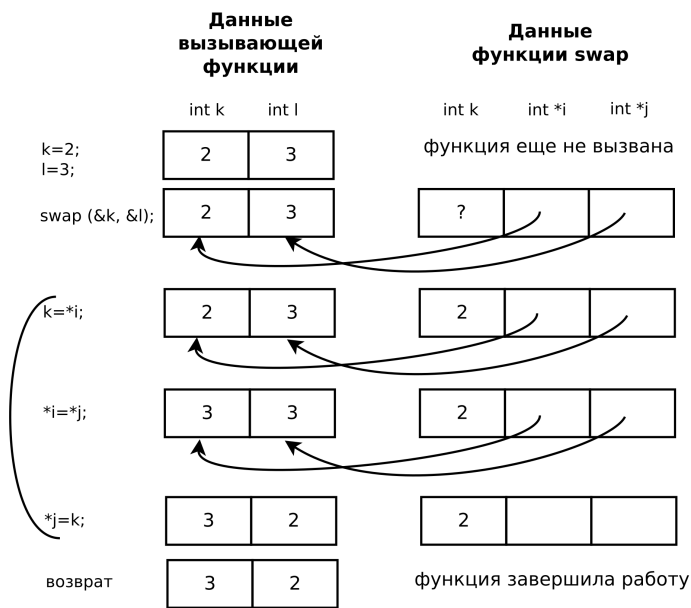 Данные
вызывающей
функции
Данные
функции swap
int k int l int k int *i int *j
k=2;
l=3;
2 3
функция еще не вызвана
swap (&k, &l);
2 3 ?
k=*i;
2 3 2
*i=*j;
3 3 2
*j=k;
3 2 2
возврат
3 2
функция завершила работу